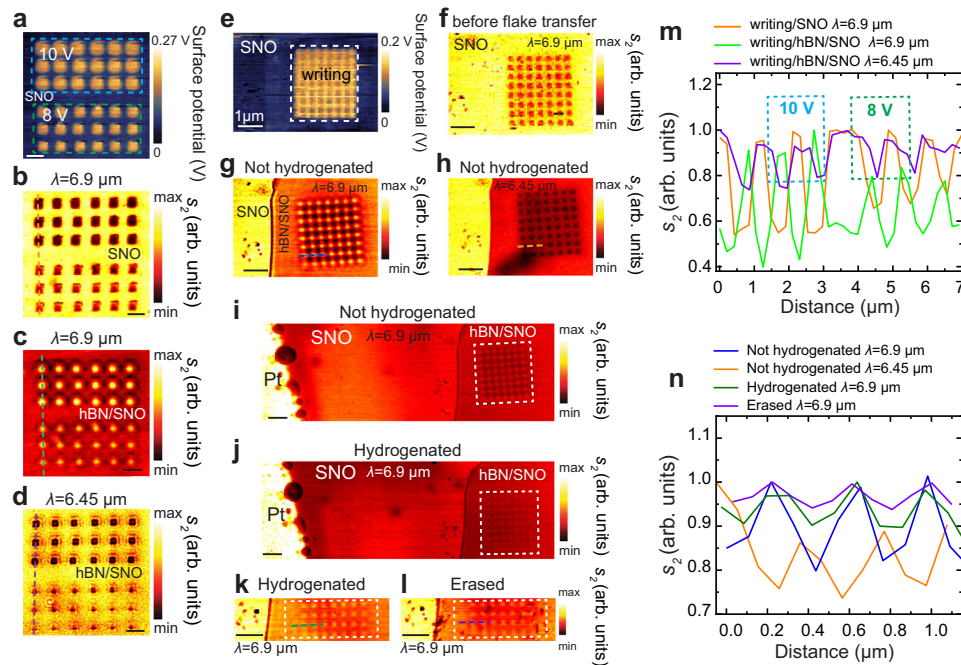 a
10 V
SNO
8 V
0.27 V
0
Surface potential (V)
b
λ=6.9 μm
SNO
max
min
s2 (arb. units)
c
λ=6.9 μm
hBN/SNO
max
min
s2 (arb. units)
d
λ=6.45 μm
hBN/SNO
max
min
s2 (arb. units)
e
SNO
writing
1μm
0.2 V
0
Surface potential (V)
f
before flake transfer
SNO
λ=6.9 μm
max
min
s2 (arb. units)
g
Not hydrogenated
λ=6.9 μm
SNO
hBN/SNO
max
min
s2 (arb. units)
h
Not hydrogenated
λ=6.45 μm
max
min
s2 (arb. units)
i
Not hydrogenated
SNO
λ=6.9 μm
hBN/SNO
Pt
max
min
s2 (arb. units)
j
Hydrogenated
SNO
λ=6.9 μm
hBN/SNO
Pt
max
min
s2 (arb. units)
k
Hydrogenated
λ=6.9 μm
l
Erased
λ=6.9 μm
max
min
s2 (arb. units)
m
writing/SNO λ=6.9 μm
writing/hBN/SNO λ=6.9 μm
writing/hBN/SNO λ=6.45 μm
10 V
8 V
1.2
1.0
0.8
0.6
0.4
s2 (arb. units)
0 1 2 3 4 5 6 7
Distance (μm)
n
Not hydrogenated λ=6.9 μm
Not hydrogenated λ=6.45 μm
Hydrogenated λ=6.9 μm
Erased λ=6.9 μm
1.1
1.0
0.9
0.8
0.7
s2 (arb. units)
0.0 0.2 0.4 0.6 0.8 1.0
Distance (μm)